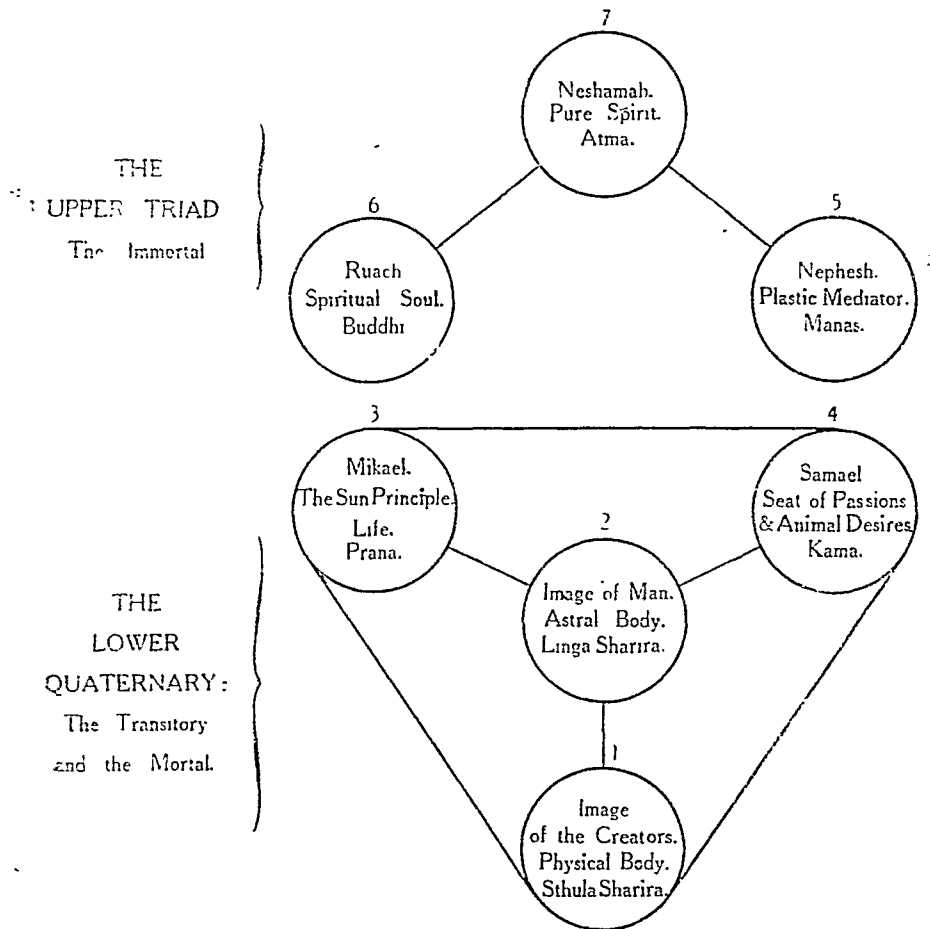 7
Neshamah.
Pure Spirit.
Atma.
THE
UPPER TRIAD
The Immortal
6
Ruach
Spiritual Soul.
Buddhi
5
Nephesh.
Plastic Mediator.
Manas.
3
Mikael.
The Sun Principle.
Life.
Prana.
4
Samael
Seat of Passions
& Animal Desires
Kama.
2
Image of Man.
Astral Body.
Linga Sharira.
THE
LOWER
QUATERNARY:
The Transitory
and the Mortal.
1
Image
of the Creators.
Physical Body.
Sthula Sharira.